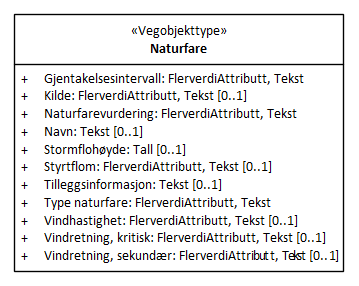 «Vegobjekttype»
Naturfare
+ Gjentakelsesintervall: FlerverdiAttributt, Tekst
+ Kilde: FlerverdiAttributt, Tekst [0..1]
+ Naturfarevurdering: FlerverdiAttributt, Tekst
+ Navn: Tekst [0..1]
+ Stormflohøyde: Tall [0..1]
+ Styrtflom: FlerverdiAttributt, Tekst [0..1]
+ Tilleggsinformasjon: Tekst [0..1]
+ Type naturfare: FlerverdiAttributt, Tekst
+ Vindhastighet: FlerverdiAttributt, Tekst [0..1]
+ Vindretning, kritisk: FlerverdiAttributt, Tekst [0..1]
+ Vindretning, sekundær: FlerverdiAttributt, Tekst [0..1]